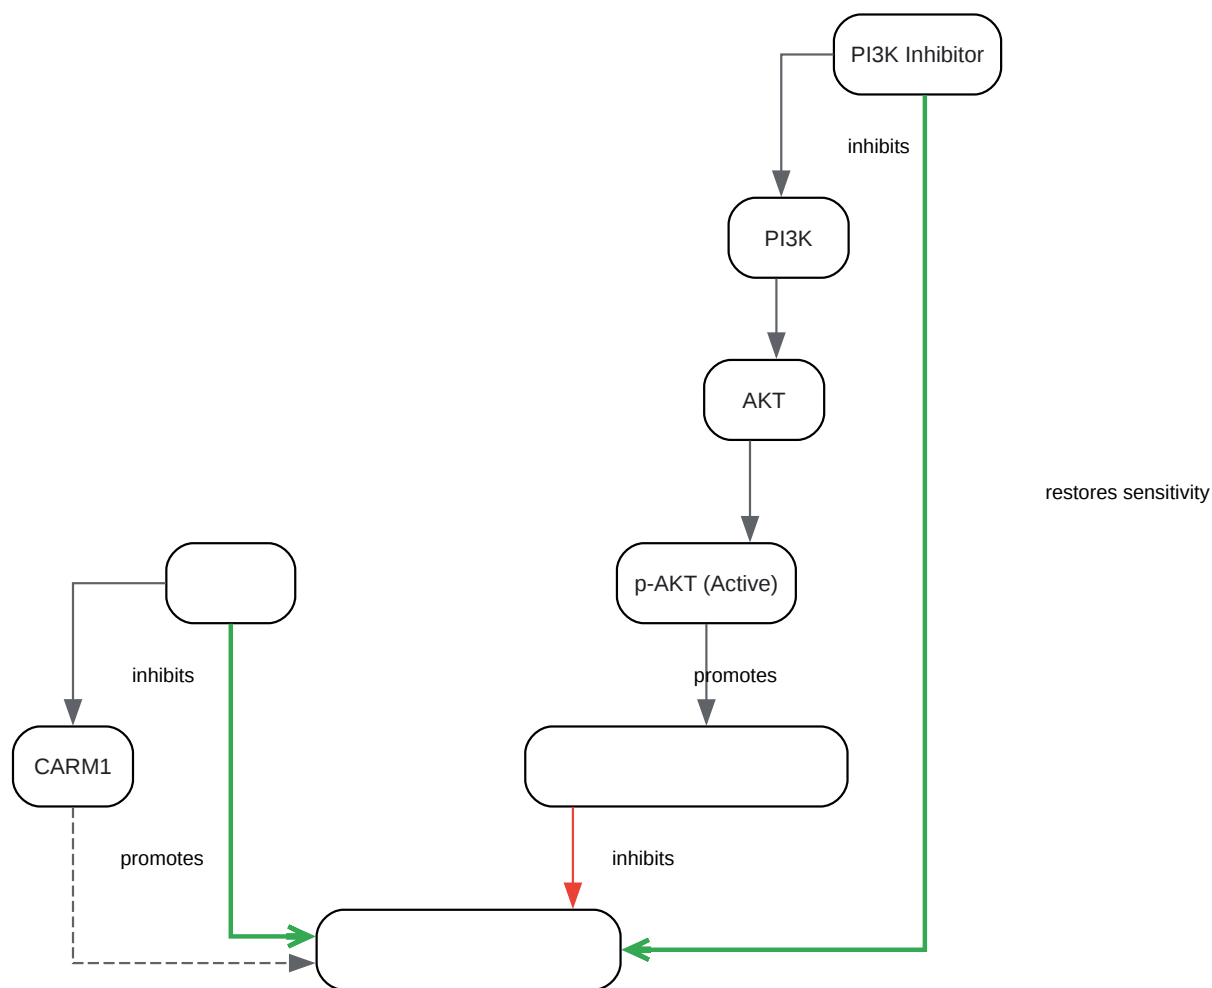 PI3K Inhibitor
inhibits
PI3K
AKT
restores sensitivity
p-AKT (Active)
inhibits
promotes
CARM1
promotes
inhibits